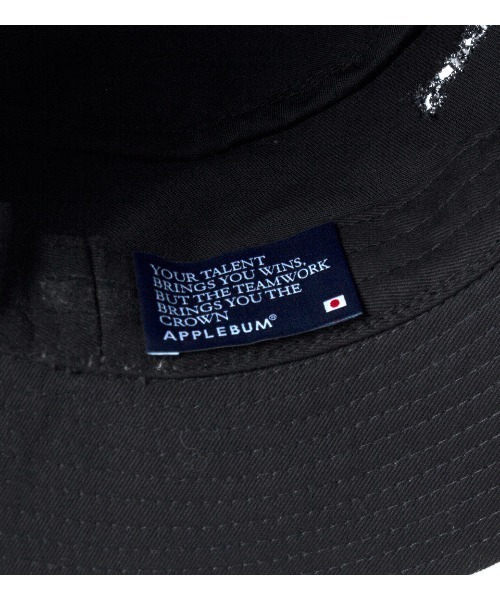 YOUR TALENT
BRINGS YOU WINS,
BUT THE TEAMWORK
BRINGS YOU THE
CROWN
APPLEBUM®